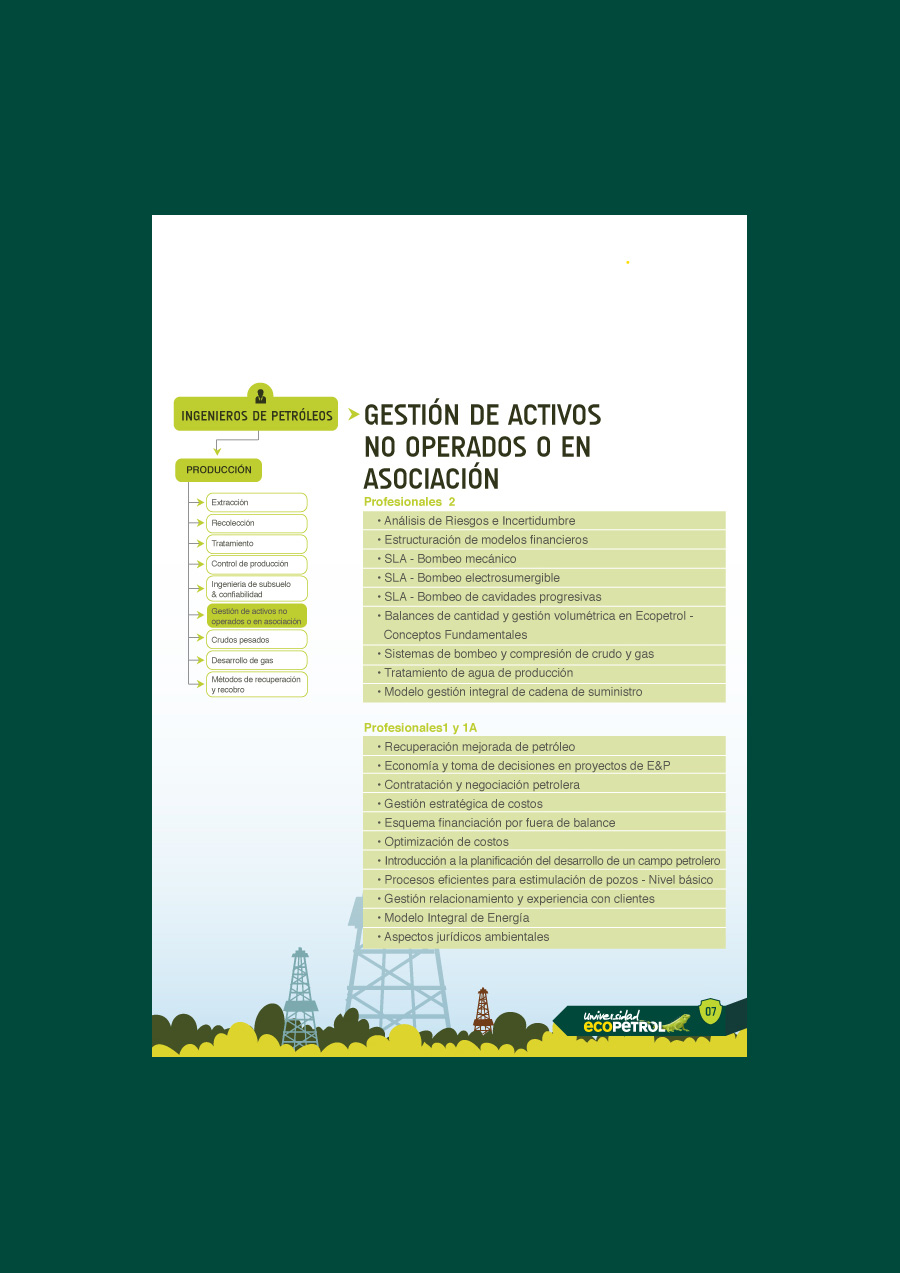 INGENIEROS DE PETRÓLEOS
PRODUCCIÓN
Extracción
Recolección
Tratamiento
Control de producción
Ingeniería de subsuelo
& confiabilidad
Gestión de activos no
operados o en asociación
Crudos pesados
Desarrollo de gas
Métodos de recuperación
y recobro
GESTIÓN DE ACTIVOS
NO OPERADOS O EN
ASOCIACIÓN
Profesionales 2
• Análisis de Riesgos e Incertidumbre
• Estructuración de modelos financieros
• SLA - Bombeo mecánico
• SLA - Bombeo electrosumergible
• SLA - Bombeo de cavidades progresivas
• Balances de cantidad y gestión volumétrica en Ecopetrol -
Conceptos Fundamentales
• Sistemas de bombeo y compresión de crudo y gas
• Tratamiento de agua de producción
• Modelo gestión integral de cadena de suministro
Profesionales1 y 1A
• Recuperación mejorada de petróleo
• Economía y toma de decisiones en proyectos de E&P
• Contratación y negociación petrolera
• Gestión estratégica de costos
• Esquema financiación por fuera de balance
• Optimización de costos
• Introducción a la planificación del desarrollo de un campo petrolero
• Procesos eficientes para estimulación de pozos - Nivel básico
• Gestión relacionamiento y experiencia con clientes
• Modelo Integral de Energía
• Aspectos jurídicos ambientales
universidad
ECOPETROL
07